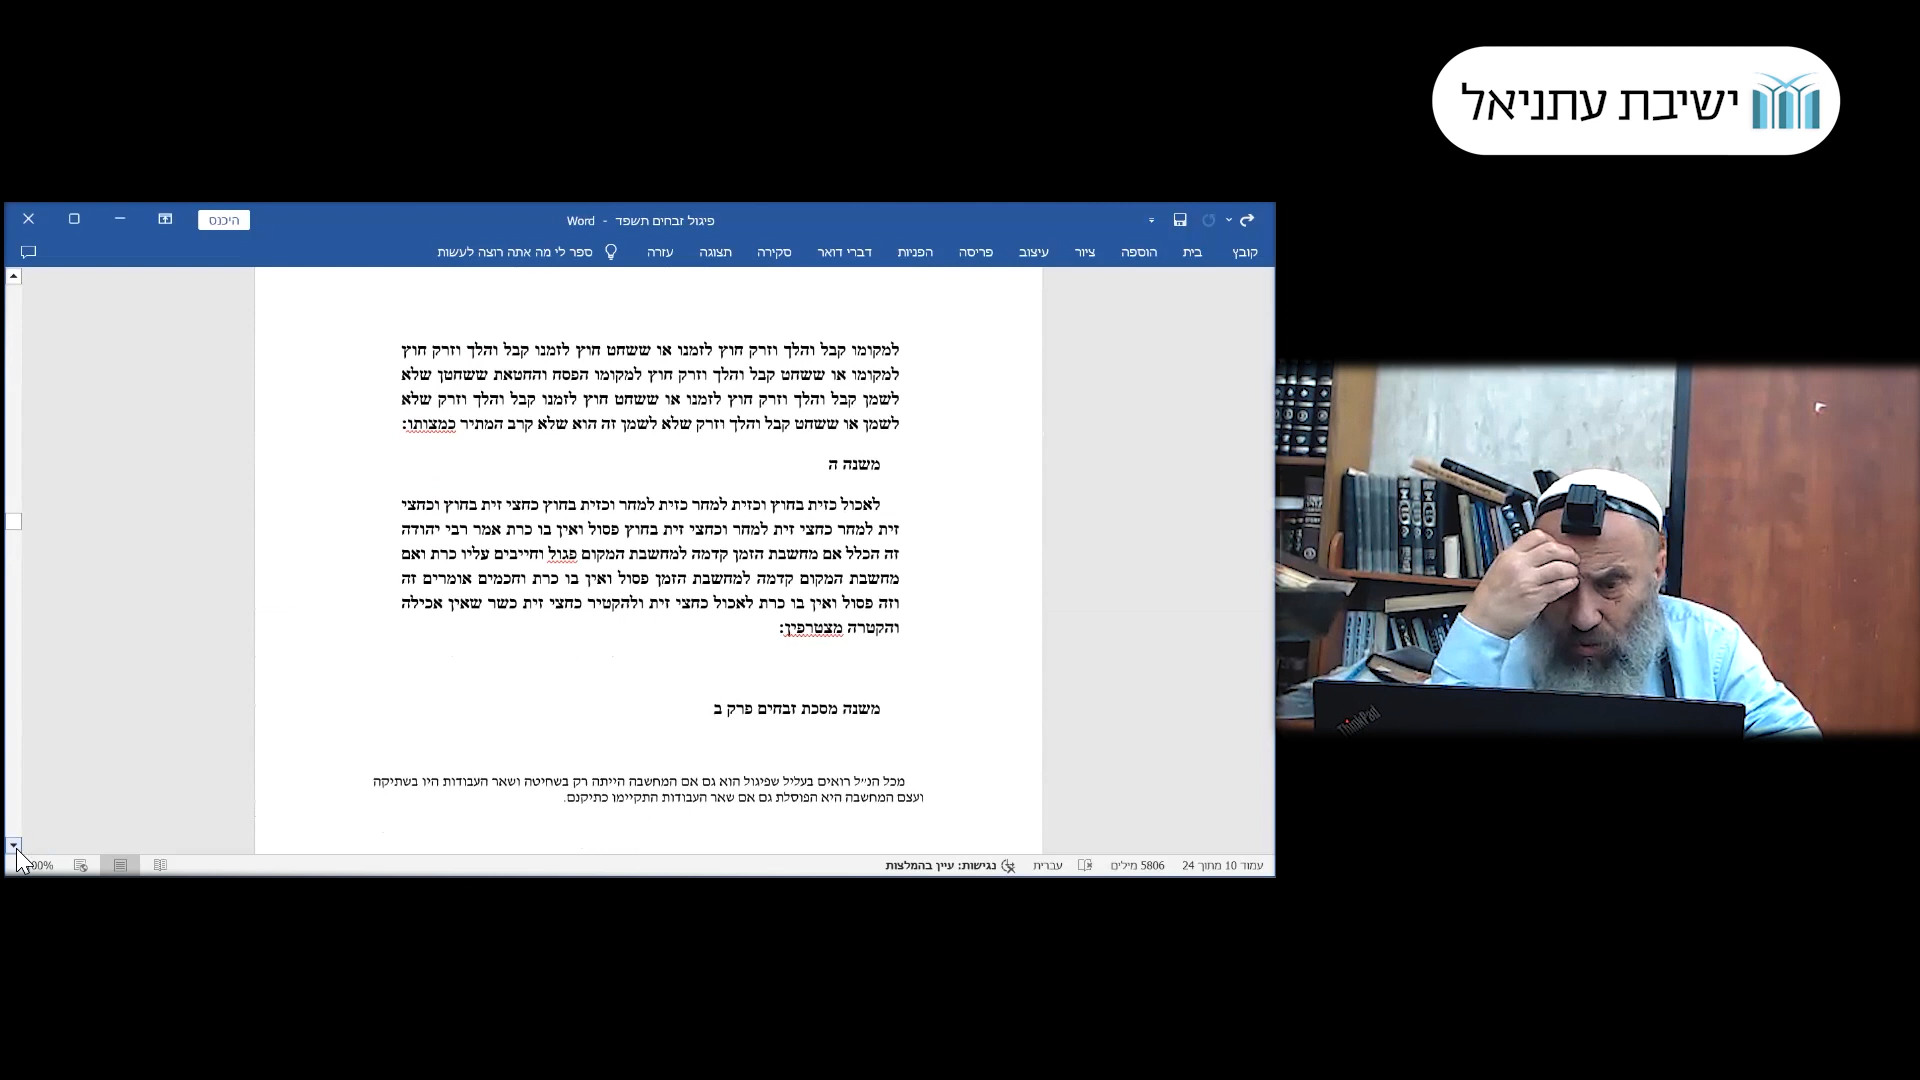 ישיבת עתניאל
היכנס
פיגול זבחים תשפד - Word
קובץ בית הוספה ציור עיצוב פריסה הפניות דברי דואר סקירה תצוגה עזרה ספר לי מה אתה רוצה לעשות
למקומו קבל והלך וזרק חוץ לזמנו או ששחט חוץ לזמנו קבל והלך וזרק חוץ
למקומו או ששחט קבל והלך וזרק חוץ למקומו הפסח והחטאת ששחטן שלא
לשמן קבל והלך וזרק חוץ לזמנו או ששחט חוץ לזמנו קבל והלך וזרק שלא
לשמן או ששחט קבל והלך וזרק שלא לשמן זה הוא שלא קרב המתיר כמצותו:
משנה ה
לאכול כזית בחוץ וכזית למחר כזית למחר וכזית בחוץ כחצי זית בחוץ וכחצי
זית למחר כחצי זית למחר וכחצי זית בחוץ פסול ואין בו כרת אמר רבי יהודה
זה הכלל אם מחשבת הזמן קדמה למחשבת המקום פגול וחייבים עליו כרת ואם
מחשבת המקום קדמה למחשבת הזמן פסול ואין בו כרת וחכמים אומרים זה
וזה פסול ואין בו כרת לאכול כחצי זית ולהקטיר כחצי זית כשר שאין אכילה
והקטרה מצטרפין:
משנה מסכת זבחים פרק ב
מכל הנ״ל רואים בעליל שפיגול הוא גם אם המחשבה הייתה רק בשחיטה ושאר העבודות היו בשתיקה
ועצם המחשבה היא הפוסלת גם אם שאר העבודות התקיימו כתיקנם.
עמוד 10 מתוך 24 5806 מילים עברית נגישות: עיין בהמלצות
ThinkPad